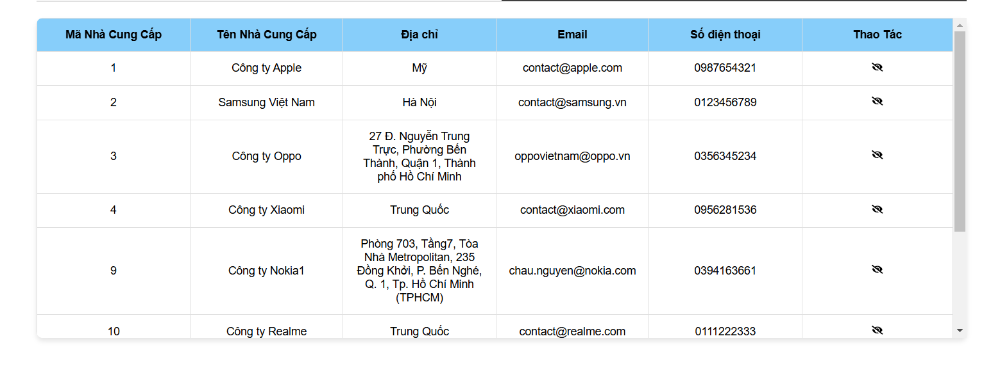 Mã Nhà Cung Cấp Tên Nhà Cung Cấp Địa chỉ Email Số điện thoại Thao Tác
1 Công ty Apple Mỹ contact@apple.com 0987654321
2 Samsung Việt Nam Hà Nội contact@samsung.vn 0123456789
27 Đ. Nguyễn Trung
Trực, Phường Bến
3 Công ty Oppo oppovietnam@oppo.vn 0356345234
Thành, Quận 1, Thành
phố Hồ Chí Minh
4 Công ty Xiaomi Trung Quốc contact@xiaomi.com 0956281536
Phòng 703, Tầng7, Tòa
Nhà Metropolitan, 235
9 Công ty Nokia1 Đồng Khởi, P. Bến Nghé, chau.nguyen@nokia.com 0394163661
Q. 1, Tp. Hồ Chí Minh
(TPHCM)
10 Công ty Realme Trung Quốc contact@realme.com 0111222333